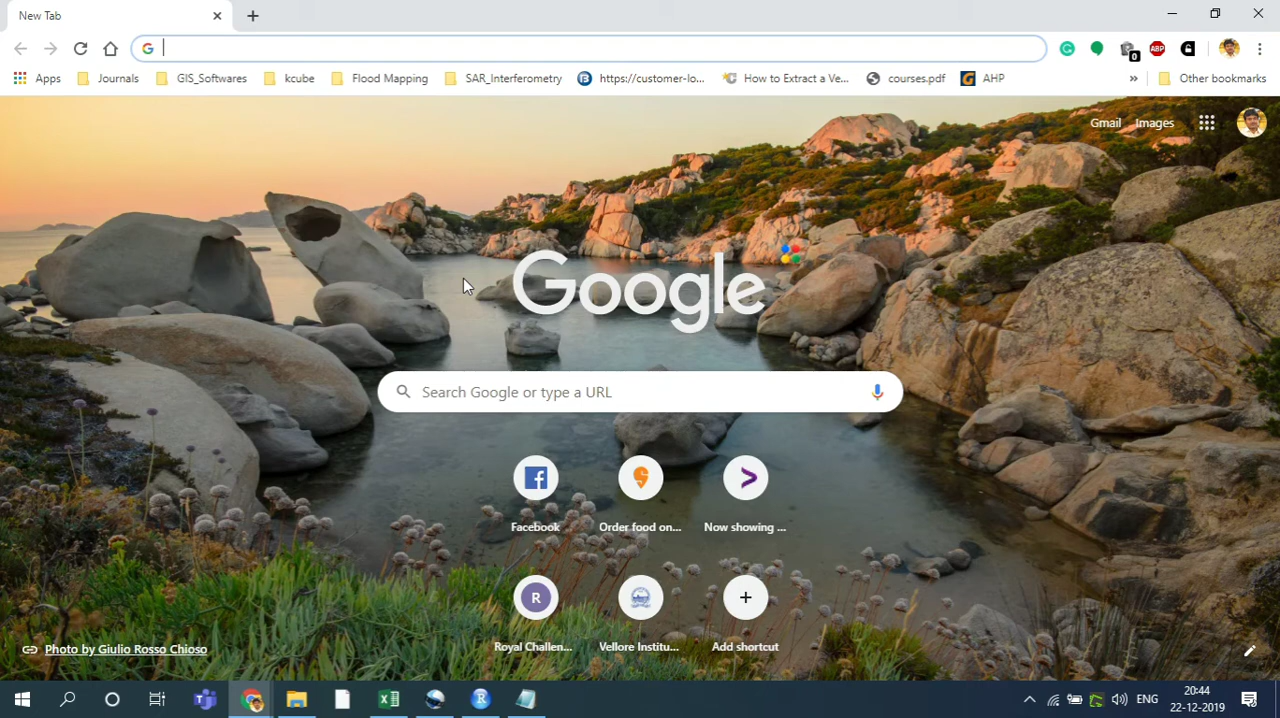 New Tab
Apps Journals GIS_Softwares kcube Flood Mapping SAR_Interferometry https://customer-lo... How to Extract a Ve... courses.pdf AHP » Other bookmarks
Gmail Images
Google
Search Google or type a URL
Facebook Order food on... Now showing ...
Royal Challen... Vellore Institu... Add shortcut
Photo by Giulio Rosso Chioso
ENG 20:44
22-12-2019